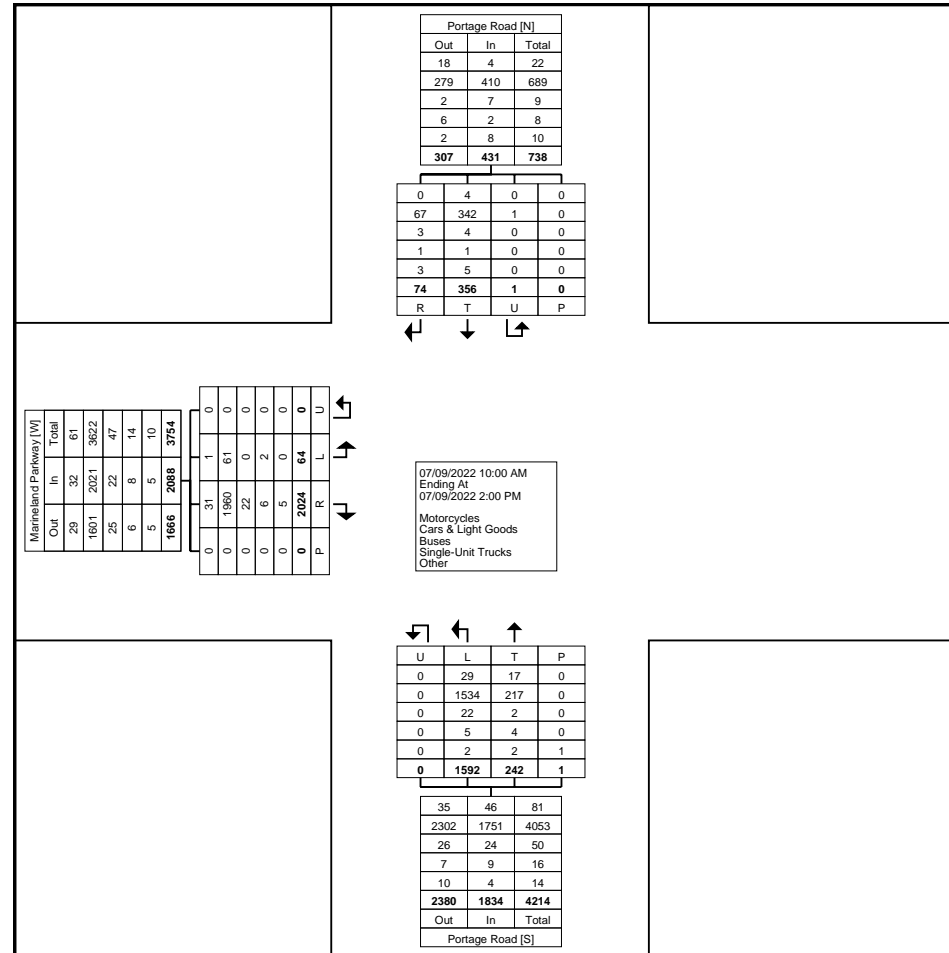 Portage Road [N]
Out In Total
18 4 22
279 410 689
2 7 9
6 2 8
2 8 10
307 431 738
0 4 0 0
67 342 1 0
3 4 0 0
1 1 0 0
3 5 0 0
74 356 1 0
R T U P
Marineland Parkway [W]
Total 61 3622 47 14 10 3754
In 32 2021 22 8 5 2088
Out 29 1601 25 6 5 1666
0 0 0 0 0 0 U
1 61 0 2 0 64 L
31 1960 22 6 5 2024 R
0 0 0 0 0 0 P
07/09/2022 10:00 AM
Ending At
07/09/2022 2:00 PM
Motorcycles
Cars & Light Goods
Buses
Single-Unit Trucks
Other
U L T P
0 29 17 0
0 1534 217 0
0 22 2 0
0 5 4 0
0 2 2 1
0 1592 242 1
35 46 81
2302 1751 4053
26 24 50
7 9 16
10 4 14
2380 1834 4214
Out In Total
Portage Road [S]